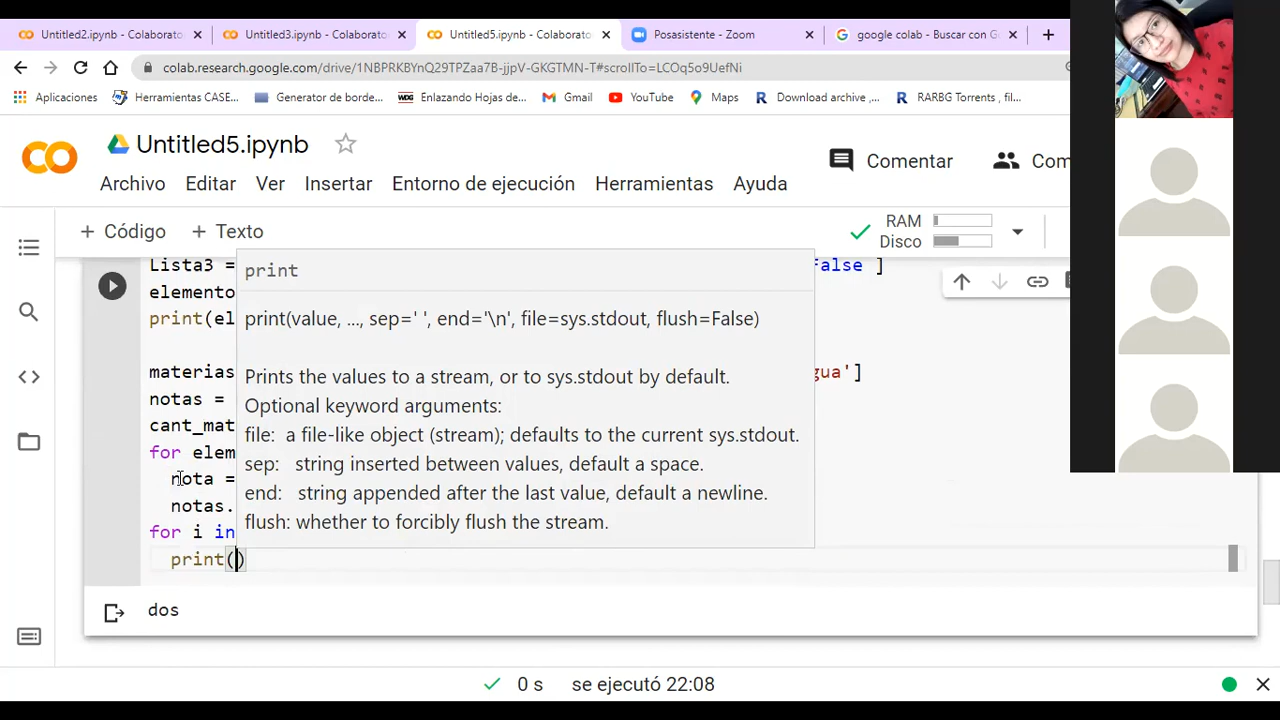 Untitled2.ipynb - Colaborato
Untitled3.ipynb - Colaborato
Untitled5.ipynb - Colaborato
Posasistente - Zoom
google colab - Buscar con G
colab.research.google.com/drive/1NBPRKBhQ29TPZaa7B-jjpV-GKGTMN-T#scrollTo=LCOq5o9UefNi
Aplicaciones
Herramientas CASE...
Generador de borde...
Enlazando Hojas de...
Gmail
YouTube
Maps
Download archive ,...
RARBG Torrents , fil...
Untitled5.ipynb
Comentar
Com
Archivo Editar Ver Insertar Entorno de ejecución Herramientas Ayuda
+ Código + Texto
RAM
Disco
Lista3 = False ]
elemento
print(el
materias gua']
notas =
cant_mat
for elem
nota =
notas.
for i in
print()
print
print(value, ..., sep=' ', end='\n', file=sys.stdout, flush=False)
Prints the values to a stream, or to sys.stdout by default.
Optional keyword arguments:
file: a file-like object (stream); defaults to the current sys.stdout.
sep: string inserted between values, default a space.
end: string appended after the last value, default a newline.
flush: whether to forcibly flush the stream.
dos
0 s se ejecutó 22:08